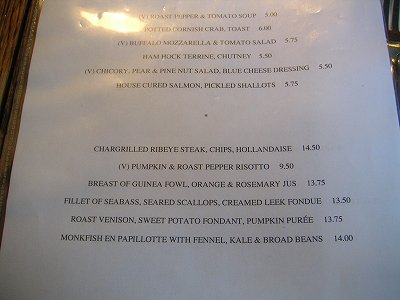 (V) ROAST PEPPER & TOMATO SOUP 5.00
POTTED CORNISH CRAB, TOAST 6.00
(V) BUFFALO MOZZARELLA & TOMATO SALAD 5.75
HAM HOCK TERRINE, CHUTNEY 5.50
(V) CHICORY, PEAR & PINE NUT SALAD, BLUE CHEESE DRESSING 5.50
HOUSE CURED SALMON, PICKLED SHALLOTS 5.75
*
CHARGRILLED RIBEYE STEAK, CHIPS, HOLLANDAISE 14.50
(V) PUMPKIN & ROAST PEPPER RISOTTO 9.50
BREAST OF GUINEA FOWL, ORANGE & ROSEMARY JUS 13.75
FILLET OF SEABASS, SEARED SCALLOPS, CREAMED LEEK FONDUE 13.50
ROAST VENISON, SWEET POTATO FONDANT, PUMPKIN PURÉE 13.75
MONKFISH EN PAPILLOTTE WITH FENNEL, KALE & BROAD BEANS 14.00